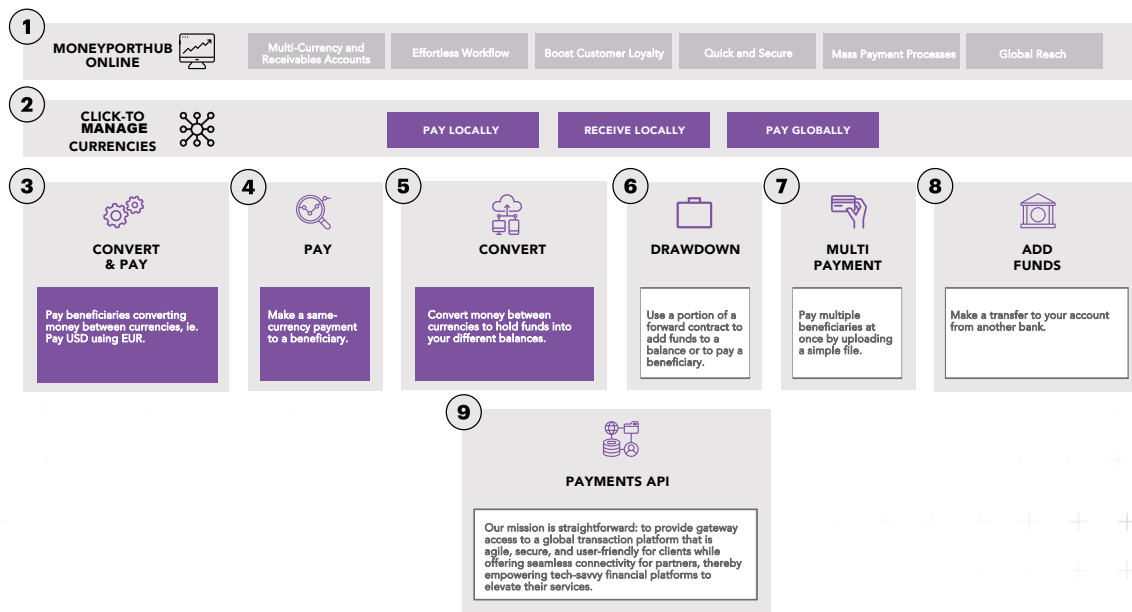 1
MONEYPORTHUB
ONLINE
Multi-Currency and
Receivables Accounts
Effortless Workflow
Boost Customer Loyalty
Quick and Secure
Mass Payment Processes
Global Reach
2
CLICK-TO
MANAGE
CURRENCIES
PAY LOCALLY
RECEIVE LOCALLY
PAY GLOBALLY
3
CONVERT
& PAY
Pay beneficiaries converting
money between currencies, ie.
Pay USD using EUR.
4
PAY
Make a same-
currency payment
to a beneficiary.
5
CONVERT
Convert money between
currencies to hold funds into
your different balances.
6
DRAWDOWN
Use a portion of a
forward contract to
add funds to a
balance or to pay a
beneficiary.
7
MULTI
PAYMENT
Pay multiple
beneficiaries at
once by uploading
a simple file.
8
ADD
FUNDS
Make a transfer to your account
from another bank.
9
PAYMENTS API
Our mission is straightforward: to provide gateway
access to a global transaction platform that is
agile, secure, and user-friendly for clients while
offering seamless connectivity for partners, thereby
empowering tech-savvy financial platforms to
elevate their services.